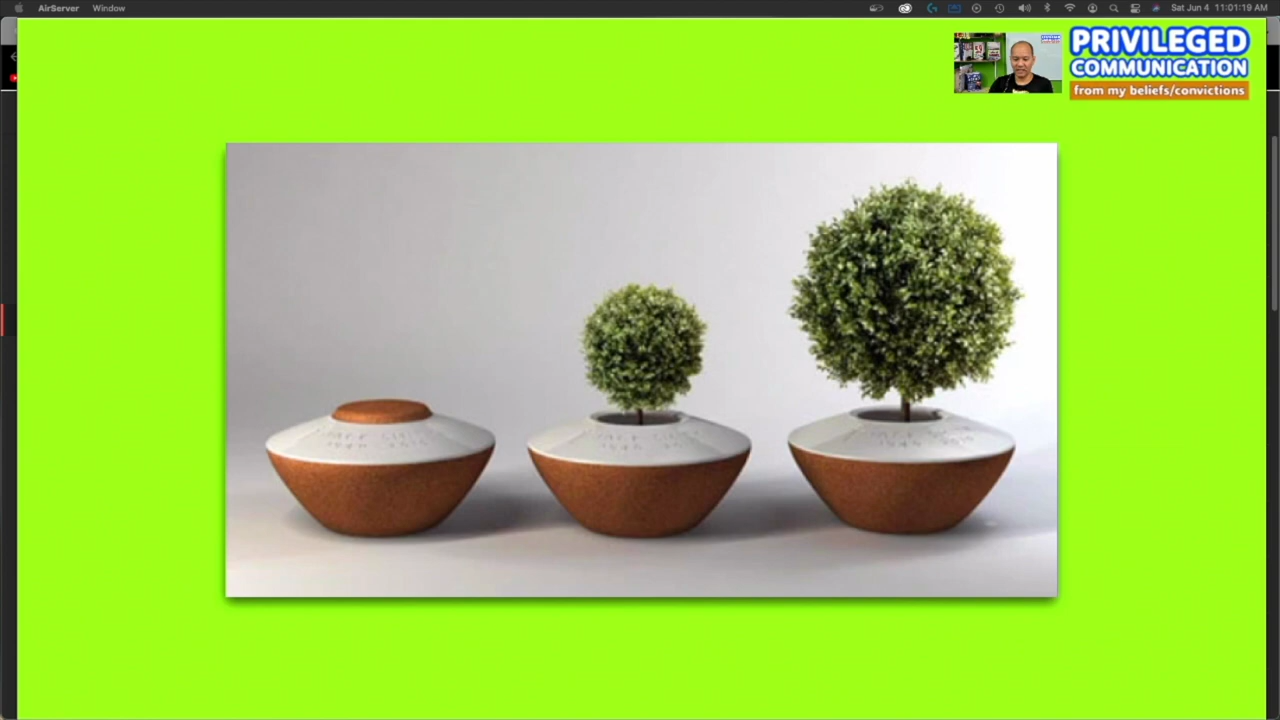 AirServer Window
Sat Jun 4 11:01:19 AM
PRIVILEGED
COMMUNICATION
from my beliefs/convictions